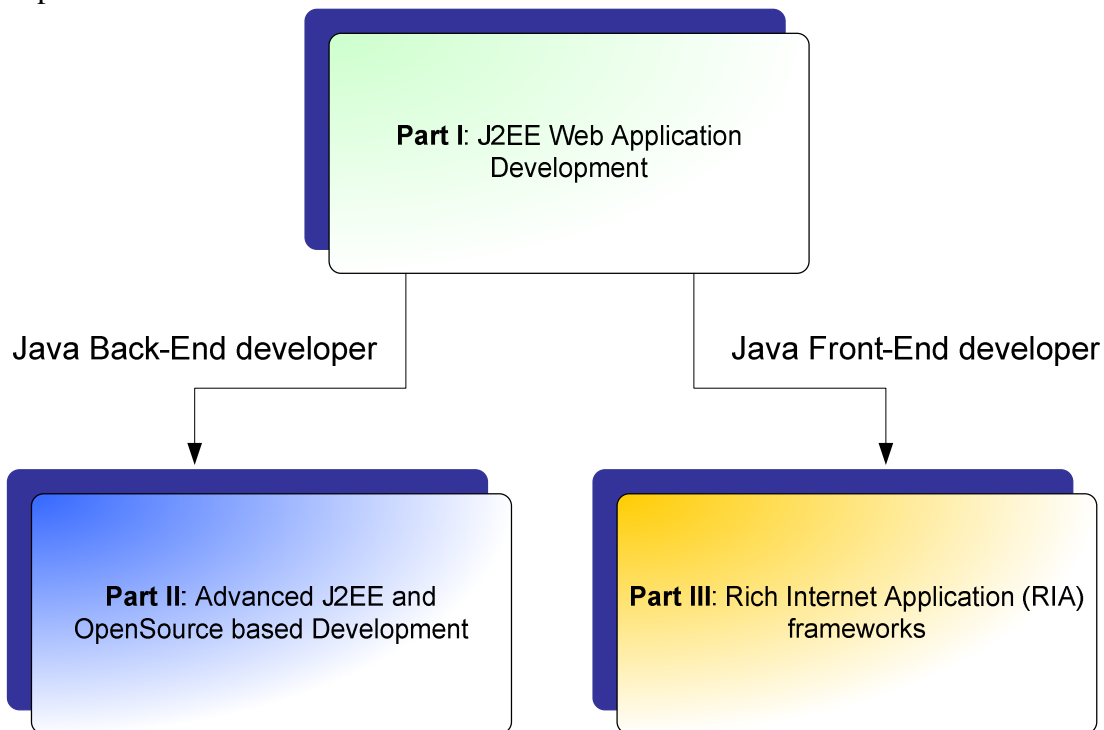 Part I: J2EE Web Application
Development
Java Back-End developer
Java Front-End developer
Part II: Advanced J2EE and
OpenSource based Development
Part III: Rich Internet Application (RIA)
frameworks